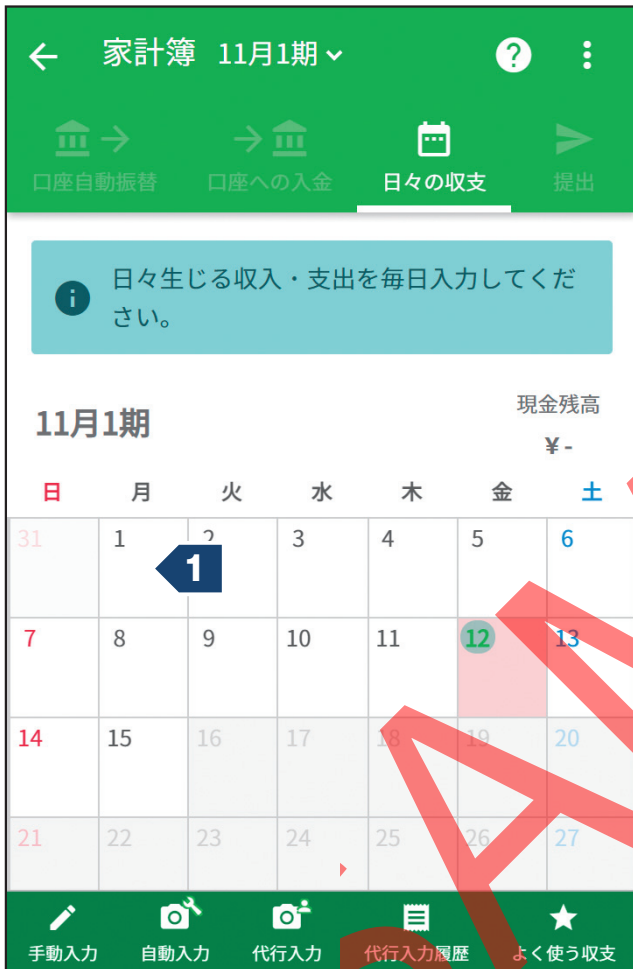 家計簿 11月1期
?
口座自動振替 口座への入金 日々の収支 提出
i 日々生じる収入・支出を毎日入力してくだ
さい。
現金残高
11月1期
¥ -
日 月 火 水 木 金 土
31 1 2 3 4 5 6
1
7 8 9 10 11 12 13
14 15 16 17 18 19 20
21 22 23 24 25 26 27
手動入力 自動入力 代行入力 代行入力履歴 よく使う収支